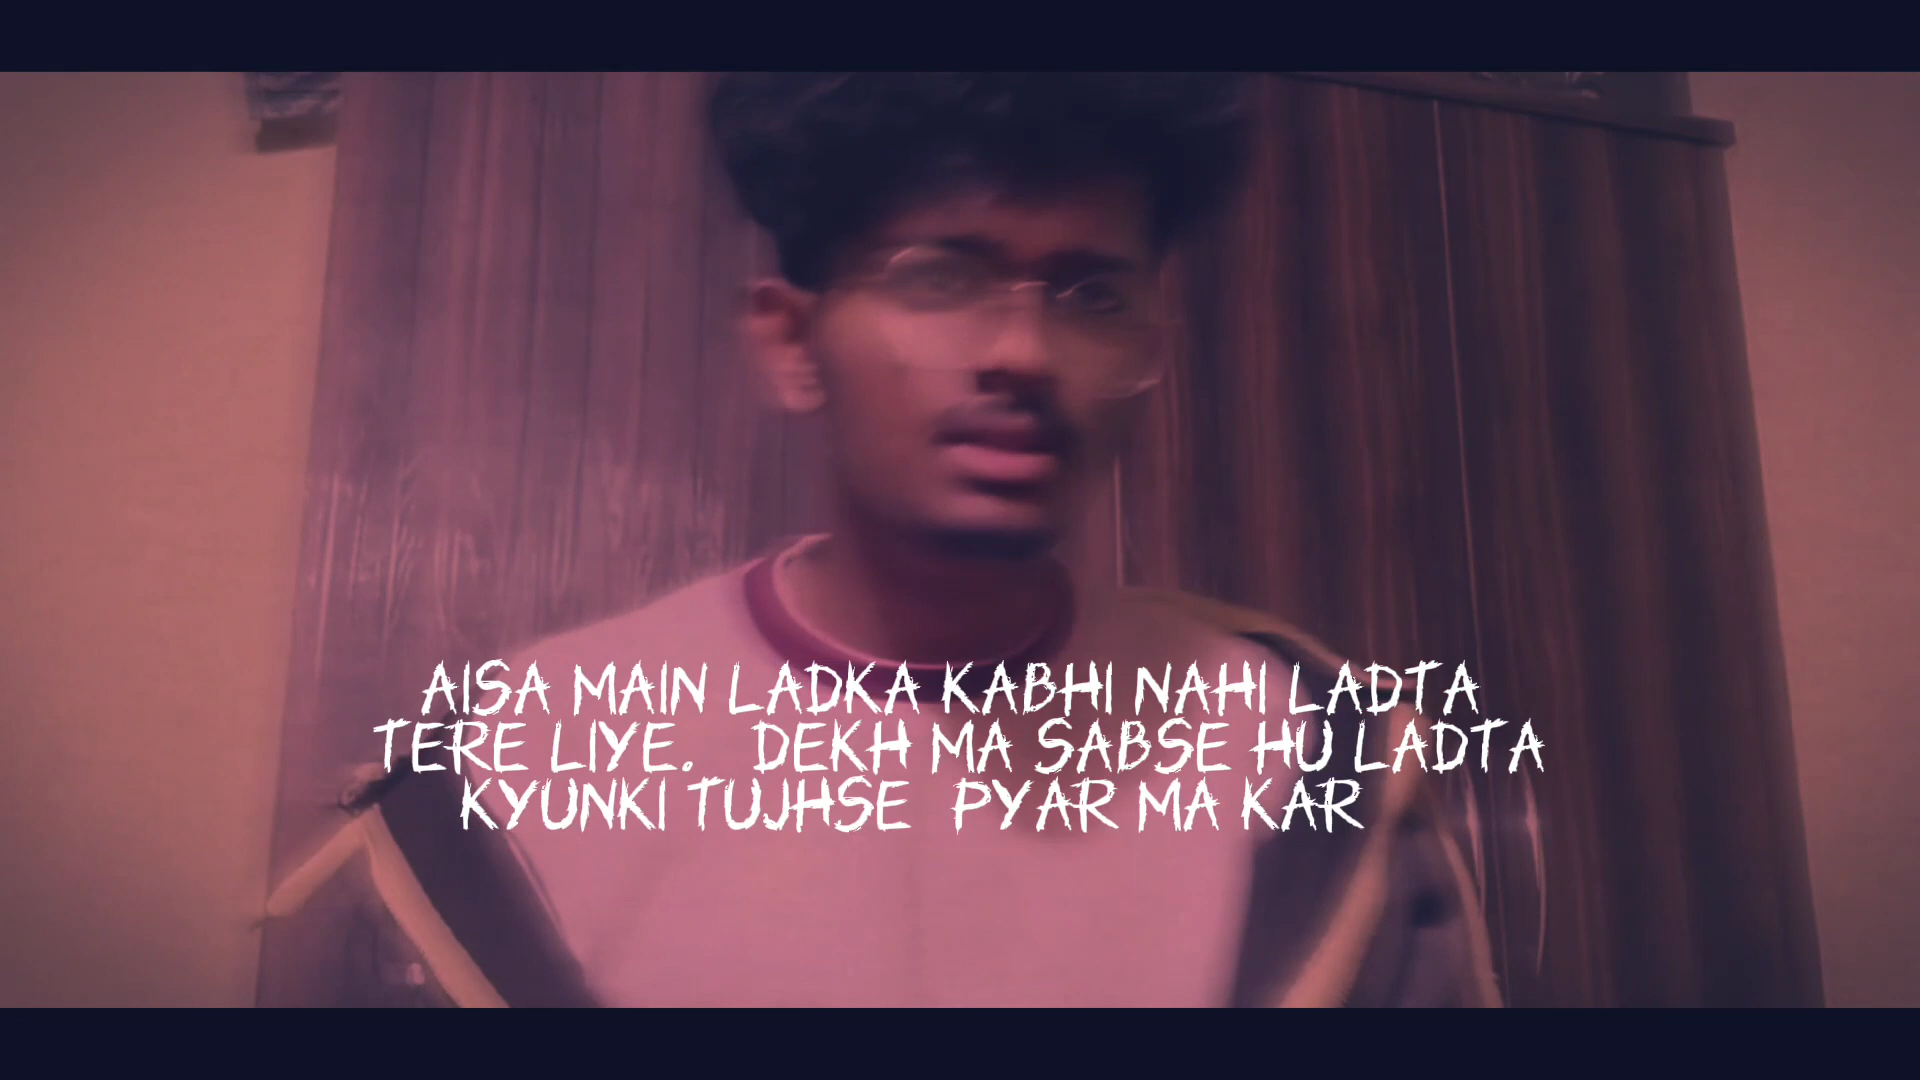 AISA MAIN LADKA KABHI NAHI LADTA
TERE LIYE. DEKH MA SABSE HU LADTA
KYUNKI TUJHSE PYAR MA KAR